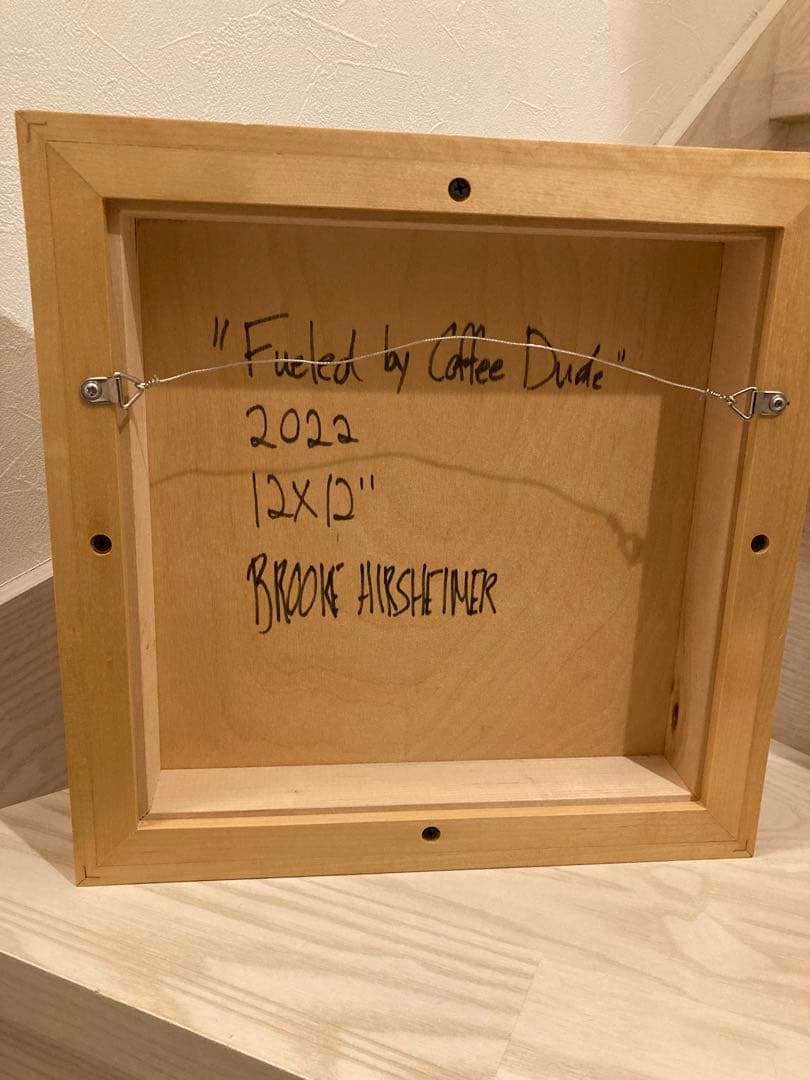 "Fueled by Coffee Dude"
2022
12X12"
BROOKE HIRSHEIMER